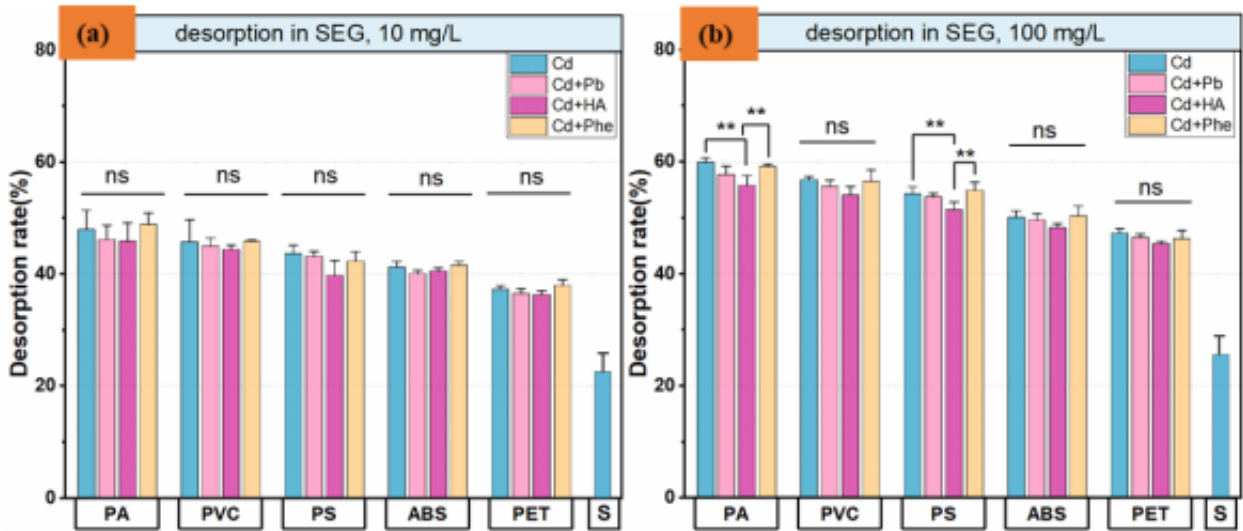 (a) desorption in SEG, 10 mg/L
80
60
40
20
0
Desorption rate(%)
Cd
Cd+Pb
Cd+HA
Cd+Phe
ns ns ns ns ns
PA PVC PS ABS PET S
(b) desorption in SEG, 100 mg/L
80
60
40
20
0
Desorption rate(%)
Cd
Cd+Pb
Cd+HA
Cd+Phe
** ** ns ** ** ns ns
PA PVC PS ABS PET S